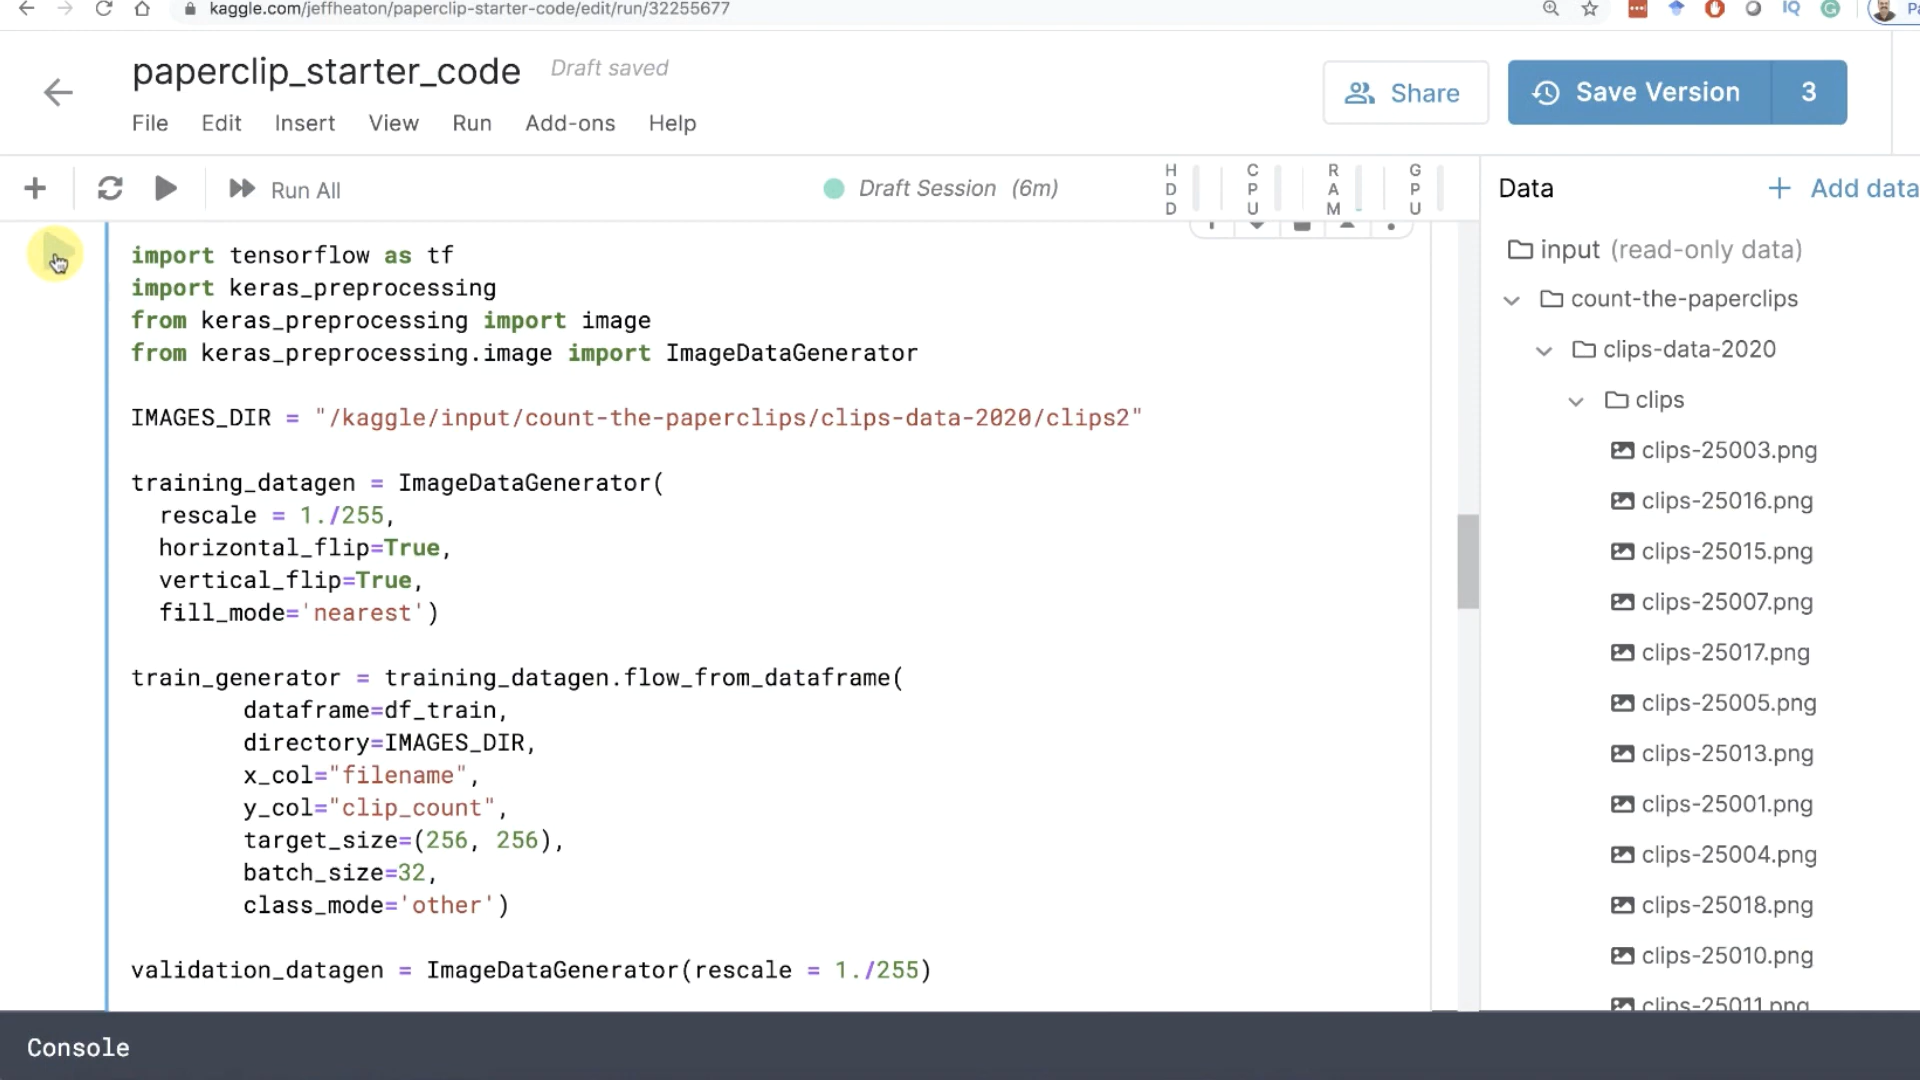 kaggle.com/jeffheaton/paperclip-starter-code/edit/run/32255677
IQ
paperclip_starter_code Draft saved
File Edit Insert View Run Add-ons Help
Share
Save Version 3
Run All
Draft Session (6m)
HDD
CPU
RAM
GPU
import tensorflow as tf
import keras_preprocessing
from keras_preprocessing import image
from keras_preprocessing.image import ImageDataGenerator
IMAGES_DIR = "/kaggle/input/count-the-paperclips/clips-data-2020/clips2"
training_datagen = ImageDataGenerator(
rescale = 1./255,
horizontal_flip=True,
vertical_flip=True,
fill_mode='nearest')
train_generator = training_datagen.flow_from_dataframe(
dataframe=df_train,
directory=IMAGES_DIR,
x_col="filename",
y_col="clip_count",
target_size=(256, 256),
batch_size=32,
class_mode='other')
validation_datagen = ImageDataGenerator(rescale = 1./255)
Data
+ Add data
input (read-only data)
count-the-paperclips
clips-data-2020
clips
clips-25003.png
clips-25016.png
clips-25015.png
clips-25007.png
clips-25017.png
clips-25005.png
clips-25013.png
clips-25001.png
clips-25004.png
clips-25018.png
clips-25010.png
clips-25011.png
Console